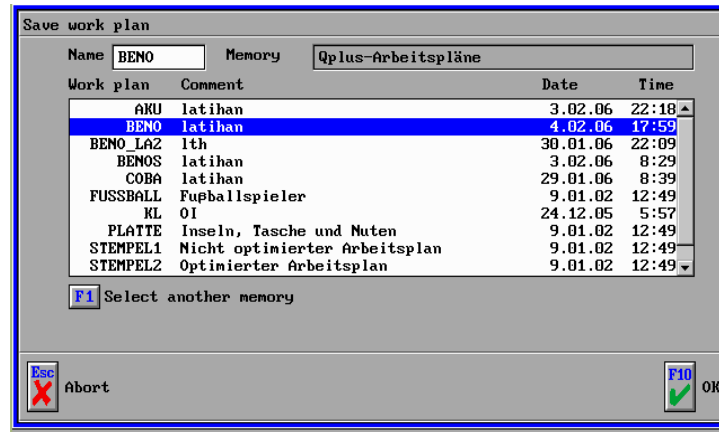 Save work plan
Name BENO Memory Qplus-Arbeitspläne
Work plan Comment Date Time
AKU latihan 3.02.06 22:18
BENO latihan 4.02.06 17:59
BENO_LA2 lth 30.01.06 22:09
BENOS latihan 3.02.06 8:29
COBA latihan 29.01.06 8:39
FUSSBALL Fußballspieler 9.01.02 12:49
KL OI 24.12.05 5:57
PLATTE Inseln, Tasche und Nuten 9.01.02 12:49
STEMPEL1 Nicht optimierter Arbeitsplan 9.01.02 12:49
STEMPEL2 Optimierter Arbeitsplan 9.01.02 12:49
F1 Select another memory
Esc Abort F10 OK